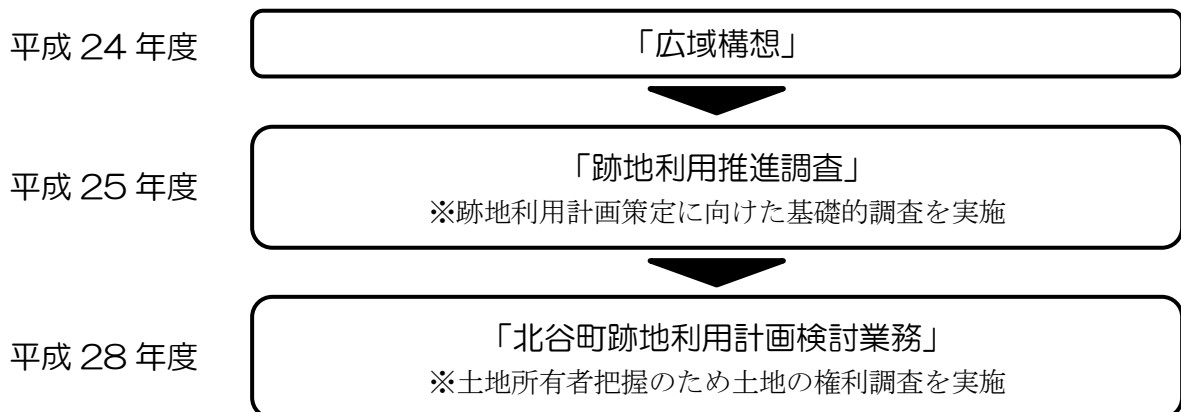 平成 24 年度
「広域構想」
平成 25 年度
「跡地利用推進調査」
※跡地利用計画策定に向けた基礎的調査を実施
平成 28 年度
「北谷町跡地利用計画検討業務」
※土地所有者把握のため土地の権利調査を実施